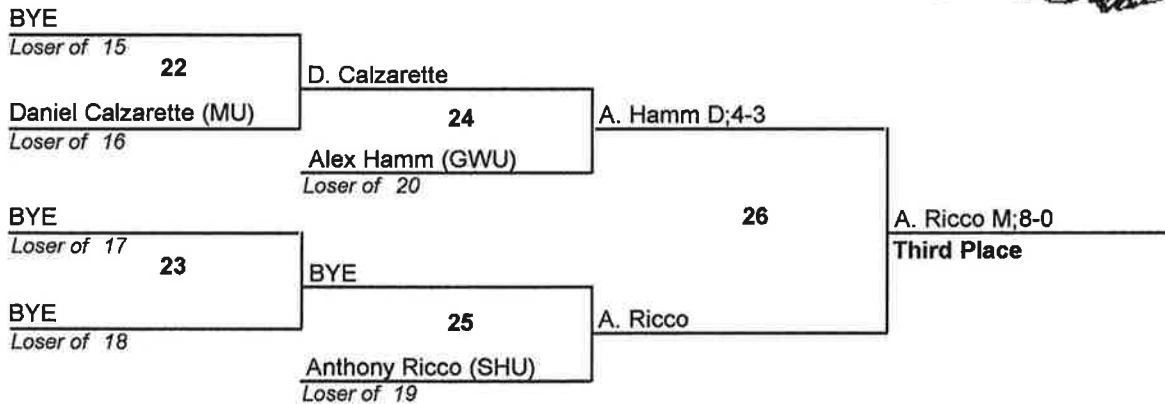 BYE
Loser of 15
22
D. Calzarette
Daniel Calzarette (MU)
Loser of 16
24
A. Hamm D;4-3
Alex Hamm (GWU)
Loser of 20
BYE
Loser of 17
26
A. Ricco M;8-0
Third Place
23
BYE
BYE
Loser of 18
25
A. Ricco
Anthony Ricco (SHU)
Loser of 19